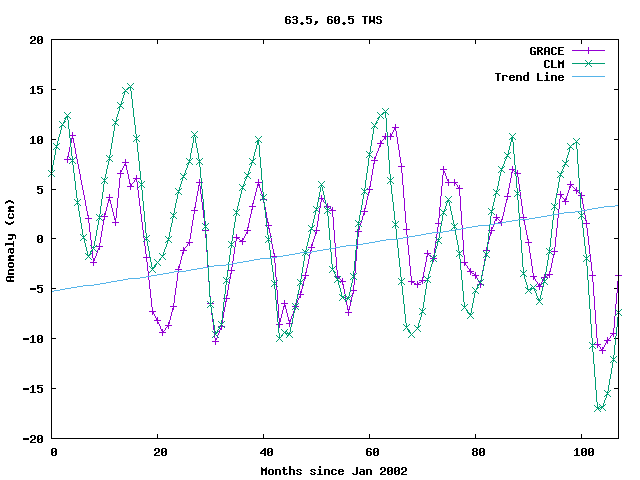 63.5, 60.5 TWS
GRACE
CLM
Trend Line
20
15
10
5
0
-5
-10
-15
-20
Anomaly (cm)
0 20 40 60 80 100
Months since Jan 2002